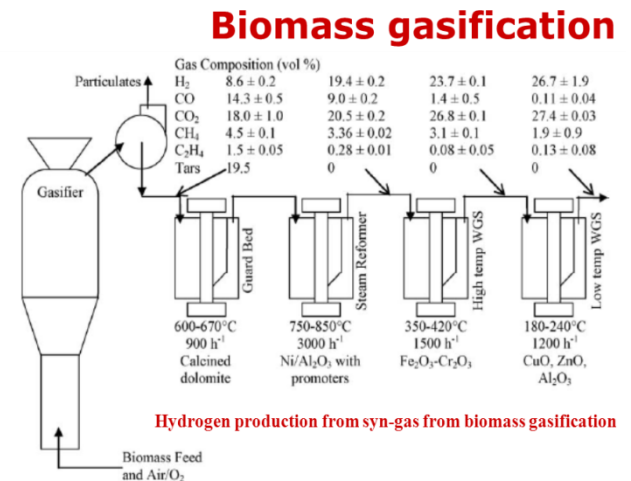 Biomass gasification
Gas Composition (vol %)
Particulates
H₂ 8.6 ± 0.2 19.4 ± 0.2 23.7 ± 0.1 26.7 ± 1.9
CO 14.3 ± 0.5 9.0 ± 0.2 1.4 ± 0.5 0.11 ± 0.04
CO₂ 18.0 ± 1.0 20.5 ± 0.2 26.8 ± 0.1 27.4 ± 0.03
CH₄ 4.5 ± 0.1 3.36 ± 0.02 3.1 ± 0.1 1.9 ± 0.9
C₂H₄ 1.5 ± 0.05 0.28 ± 0.01 0.08 ± 0.05 0.13 ± 0.08
Tars 19.5 0 0 0
Gasifier
Guard Bed
Steam Reformer
High temp WGS
Low temp WGS
600-670°C
900 h⁻¹
Calcined
dolomite
750-850°C
3000 h⁻¹
Ni/Al₂O₃ with
promoters
350-420°C
1500 h⁻¹
Fe₂O₃-Cr₂O₃
180-240°C
1200 h⁻¹
CuO, ZnO,
Al₂O₃
Hydrogen production from syn-gas from biomass gasification
Biomass Feed
and Air/O₂